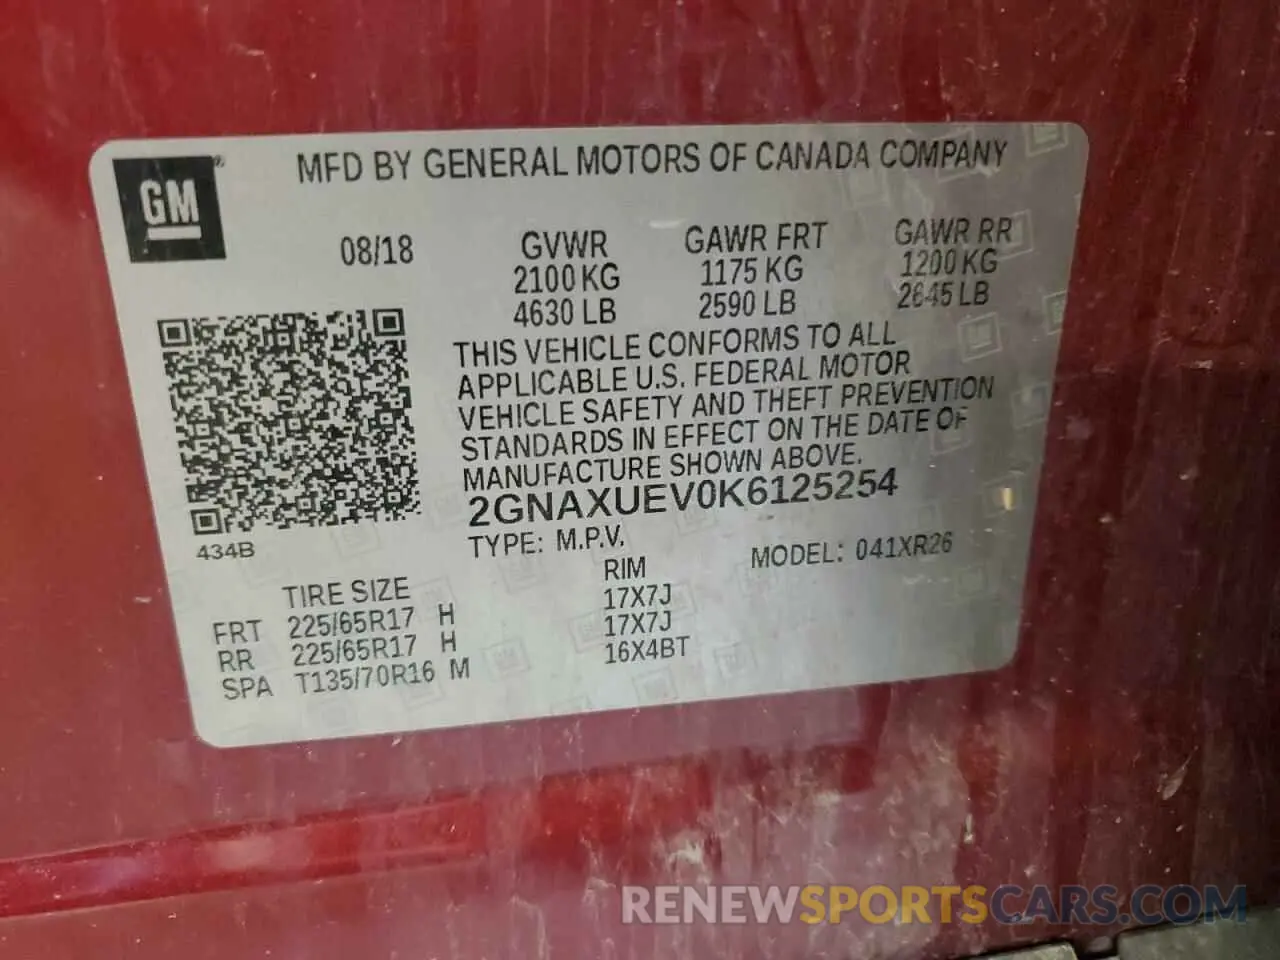 GM®
MFD BY GENERAL MOTORS OF CANADA COMPANY
08/18
GVWR
2100 KG
4630 LB
GAWR FRT
1175 KG
2590 LB
GAWR RR
1200 KG
2645 LB
THIS VEHICLE CONFORMS TO ALL
APPLICABLE U.S. FEDERAL MOTOR
VEHICLE SAFETY AND THEFT PREVENTION
STANDARDS IN EFFECT ON THE DATE OF
MANUFACTURE SHOWN ABOVE.
2GNAXUEV0K6125254
434B
TYPE: M.P.V.
MODEL: 041XR26
TIRE SIZE RIM
FRT 225/65R17 H 17X7J
RR 225/65R17 H 17X7J
SPA T135/70R16 M 16X4BT
RENEWSPORTSCARS.COM